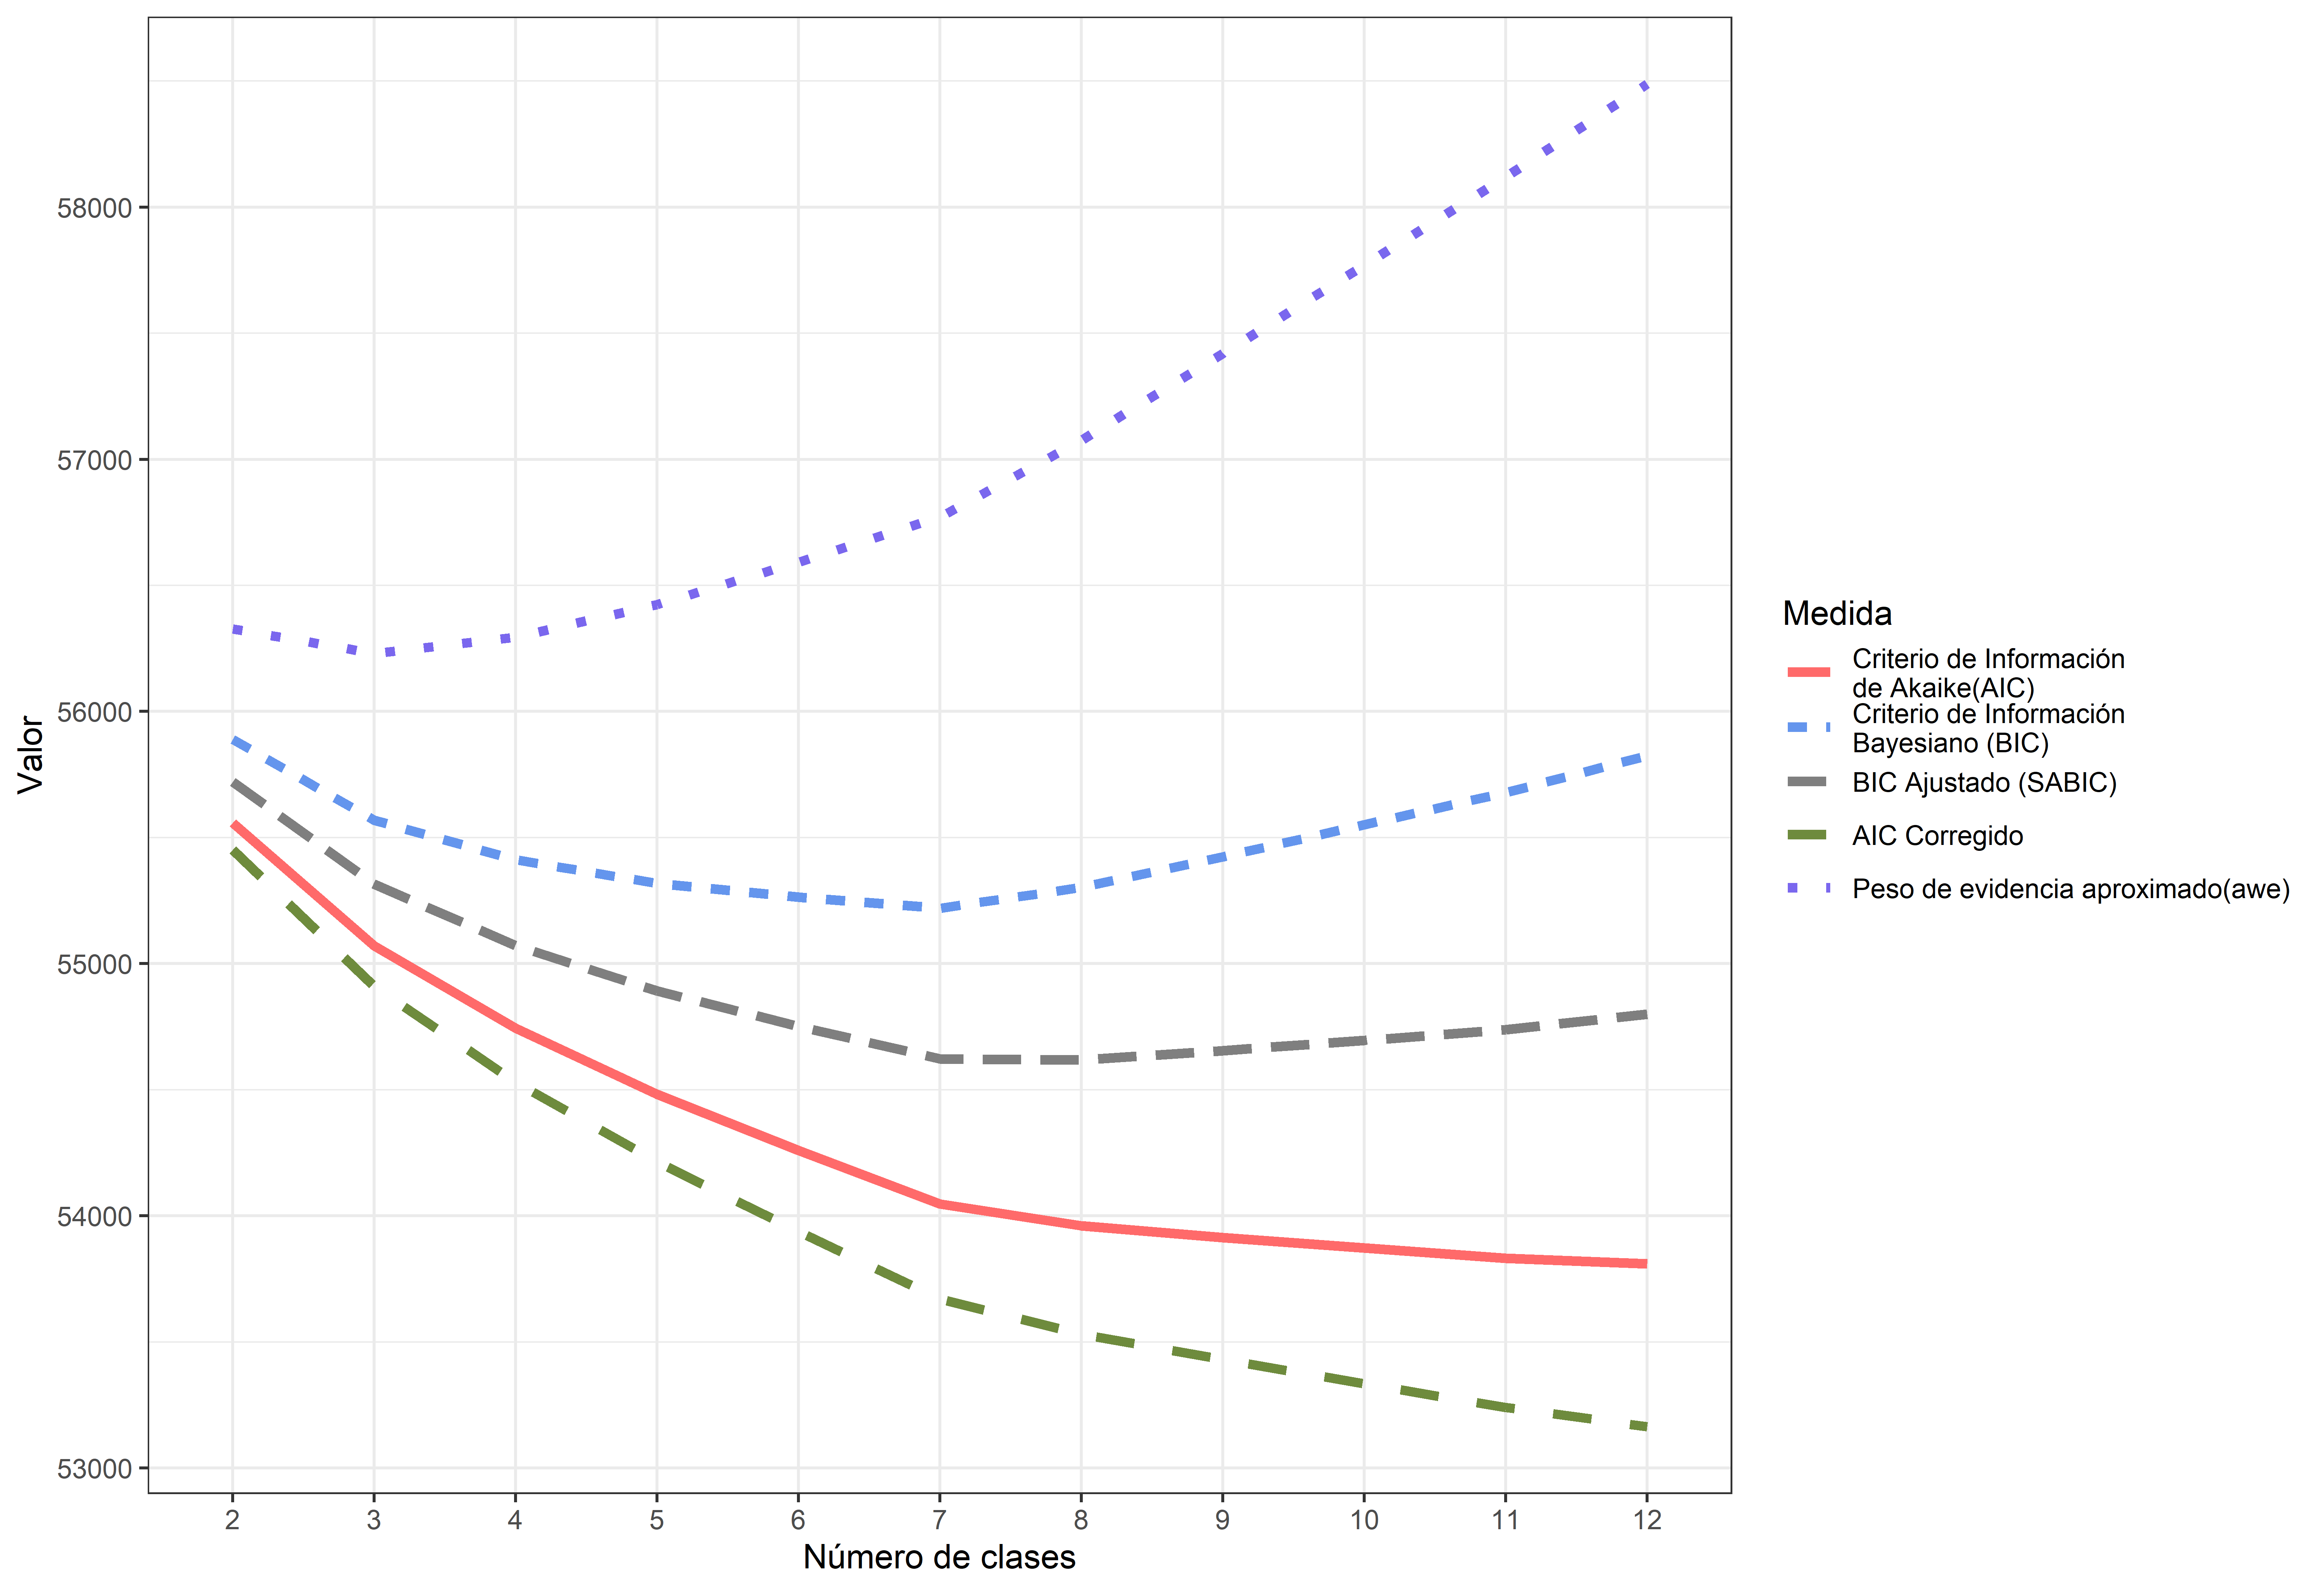 58000
57000
56000
55000
54000
53000
Valor
2 3 4 5 6 7 8 9 10 11 12
Número de clases
Medida
Criterio de Información
de Akaike(AIC)
Criterio de Información
Bayesiano (BIC)
BIC Ajustado (SABIC)
AIC Corregido
Peso de evidencia aproximado(awe)